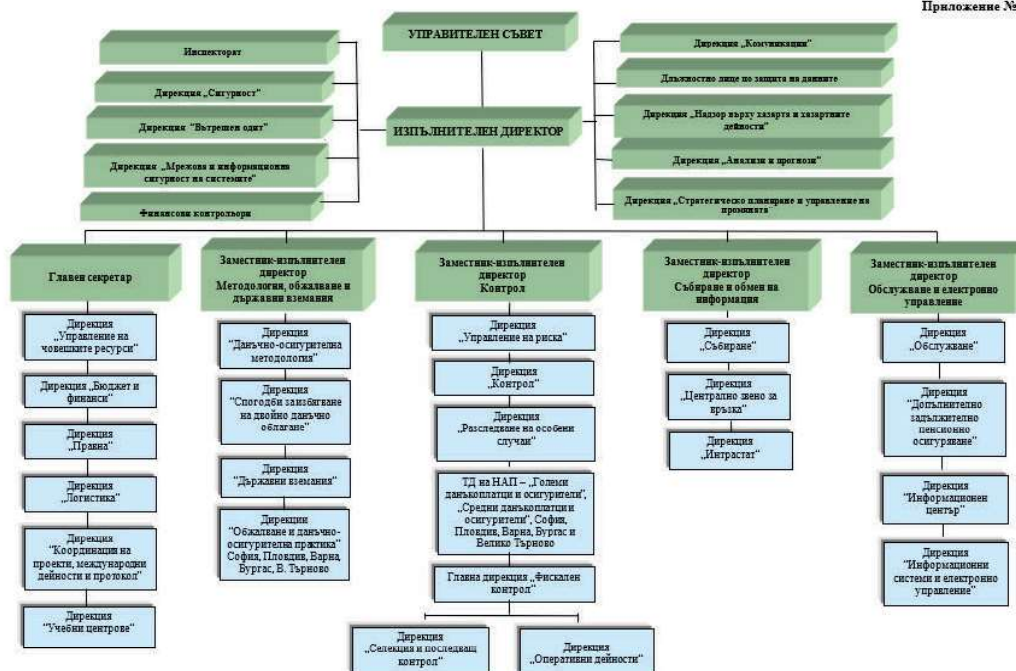 Приложение №
УПРАВИТЕЛЕН СЪВЕТ
ИЗПЪЛНИТЕЛЕН ДИРЕКТОР
Инспекторат
Дирекция „Сигурност“
Дирекция "Вътрешен одит"
Дирекция „Мрежова и информационна
сигурност на системите“
Финансови контрольори
Дирекция „Комуникации“
Длъжностно лице по защита на данните
Дирекция „Надзор върху хазарта и хазартните
дейности“
Дирекция „Анализи и прогнози“
Дирекция „Стратегическо планиране и управление на
промяната“
Главен секретар
Дирекция
„Управление на
човешките ресурси“
Дирекция „Бюджет и
финанси“
Дирекция
„Правна“
Дирекция
„Логистика“
Дирекция
“Координация на
проекти, международни
дейности и протокол“
Дирекция
“Учебни центрове“
Заместник-изпълнителен
директор
Методология, обжалване и
държавни вземания
Дирекция
“Данъчно-осигурителна
методология“
Дирекция
“Спогодби за избягване
на двойно данъчно
облагане“
Дирекция
„Държавни вземания“
Дирекции
“Обжалване и данъчно-
осигурителна практика“
София, Пловдив, Варна,
Бургас, В. Търново
Заместник-изпълнителен
директор
Контрол
Дирекция
„Управление на риска“
Дирекция
„Контрол“
Дирекция
„Разследване на особени
случаи“
ТД на НАП – „Големи
данъкоплатци и осигурители“,
„Средни данъкоплатци и
осигурители“, София,
Пловдив, Варна, Бургас и
Велико Търново
Главна дирекция „Фискален
контрол“
Дирекция
„Селекция и последващ
контрол“
Дирекция
„Оперативни дейности“
Заместник-изпълнителен
директор
Събиране и обмен на
информация
Дирекция
„Събиране“
Дирекция
„Централно звено за
връзка“
Дирекция
„Интрастат“
Заместник-изпълнителен
директор
Обслужване и електронно
управление
Дирекция
„Обслужване“
Дирекция
“Допълнително
задължително
пенсионно
осигуряване“
Дирекция
“Информационен
център“
Дирекция
“Информационни
системи и електронно
управление“